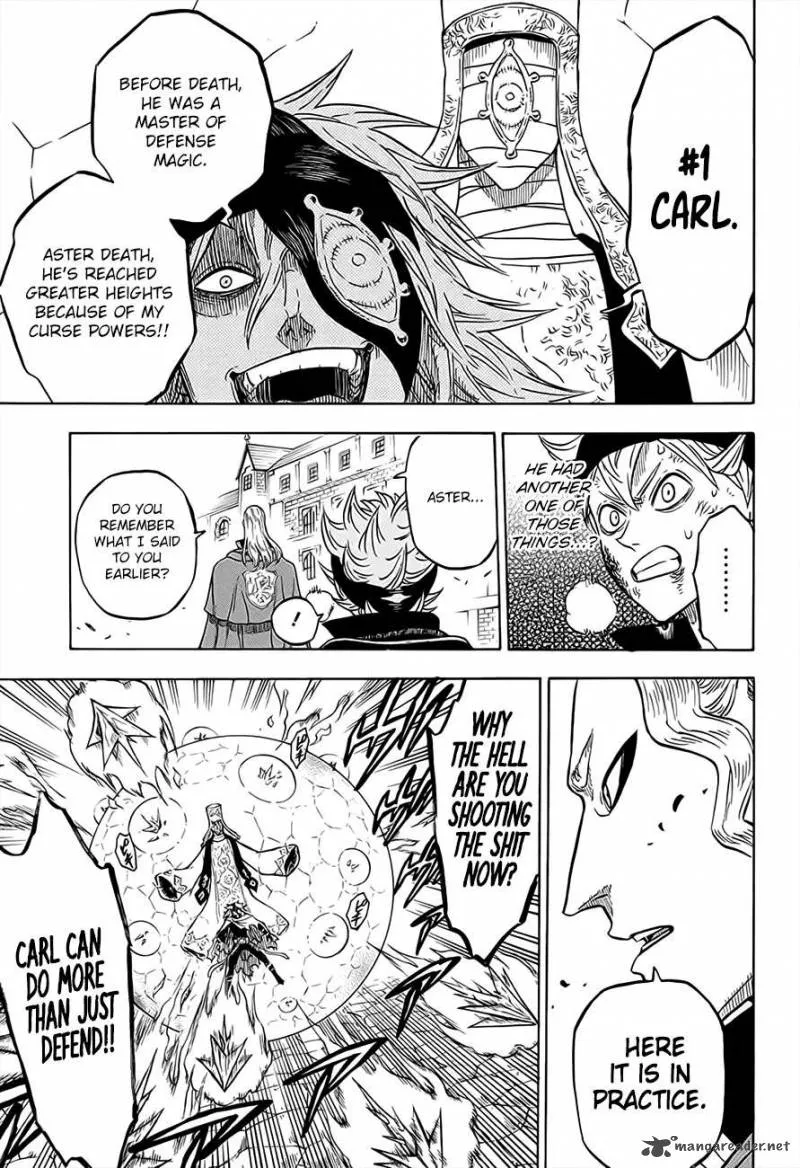 #1
CARL.
BEFORE DEATH,
HE WAS A
MASTER OF
DEFENSE
MAGIC.
ASTER DEATH,
HE'S REACHED
GREATER HEIGHTS
BECAUSE OF MY
CURSE POWERS!!
.........
HE HAD
ANOTHER
ONE OF
THOSE
THINGS...?
ASTER...
!
DO YOU
REMEMBER
WHAT I SAID
TO YOU
EARLIER?
HERE
IT IS IN
PRACTICE.
WHY
THE HELL
ARE YOU
SHOOTING
THE SHIT
NOW?
CARL CAN
DO MORE
THAN JUST
DEFEND!!
mangareader.net